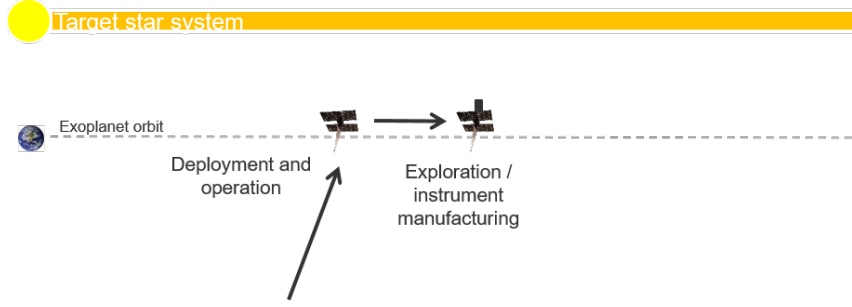 Target star system
Exoplanet orbit
Deployment and
operation
Exploration /
instrument
manufacturing